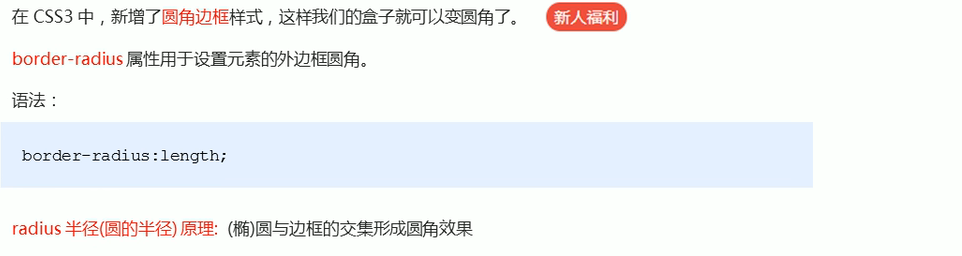 在 CSS3 中，新增了圆角边框样式，这样我们的盒子就可以变圆角了。 新人福利
border-radius 属性用于设置元素的外边框圆角。
语法：
border-radius:length;
radius 半径(圆的半径) 原理: (椭)圆与边框的交集形成圆角效果